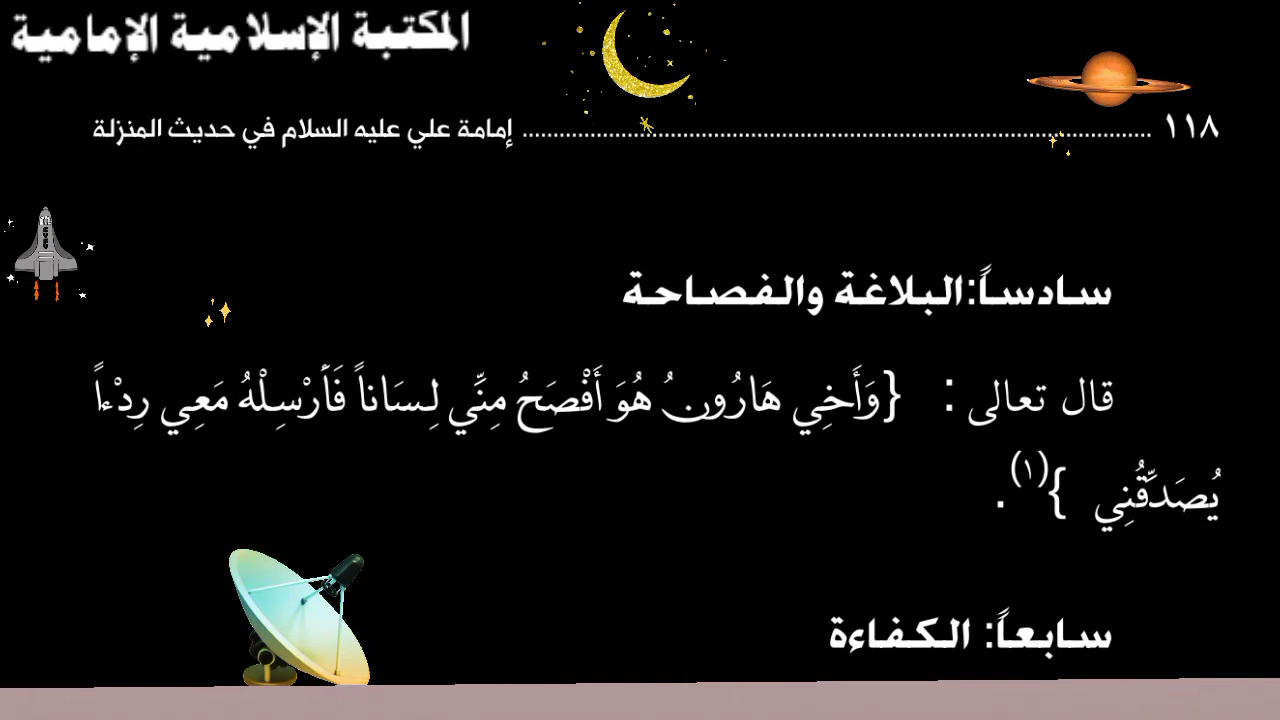 المكتبة الإسلامية الإمامية
١١٨ ........................................................................................................ إمامة علي عليه السلام في حديث المنزلة
سادساً:البلاغة والفصاحة
قال تعالى : {وَأَخِي هَارُونُ هُوَ أَفْصَحُ مِنِّي لِسَاناً فَأَرْسِلْهُ مَعِي رِدْءاً
يُصَدِّقُنِي }(١).
سابعاً: الكفاءة